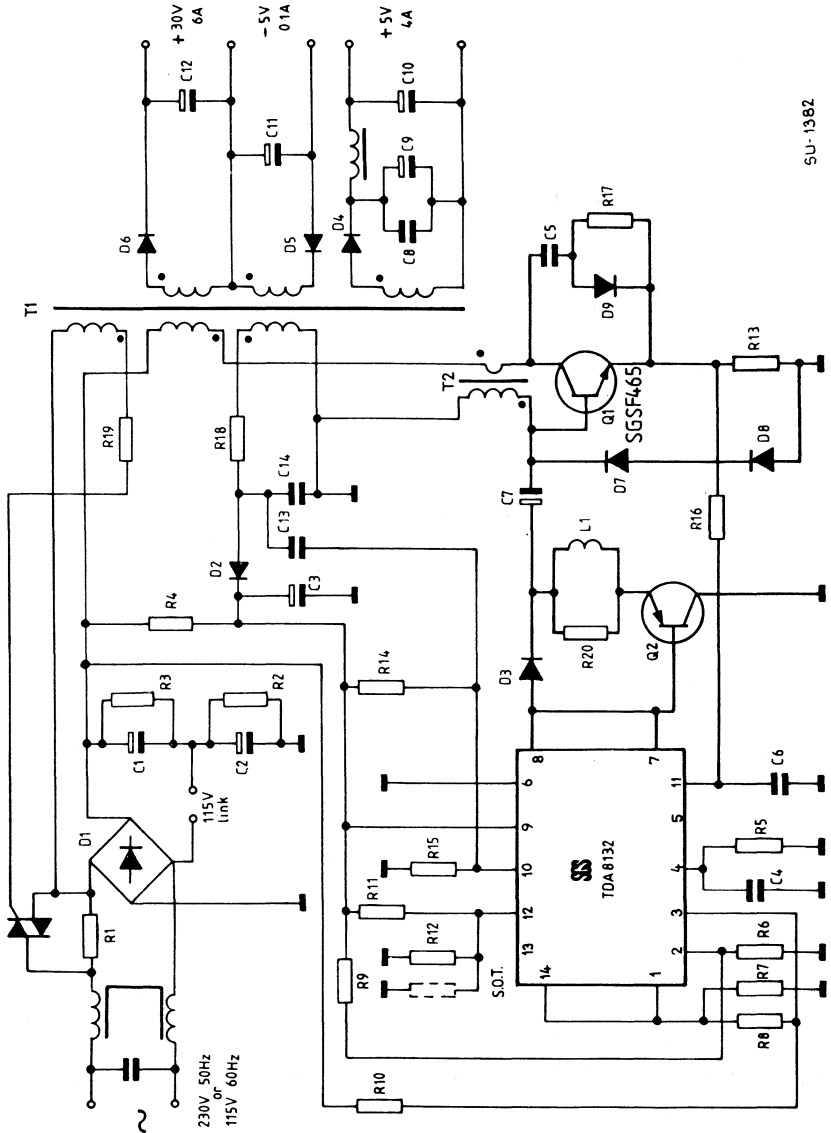 T1
+30V
6A
-5V
0.1A
+5V
4A
D6
C12
C11
D5
D4
C10
C9
C8
R19
R18
C14
C13
D2
C3
R4
R3
C1
C2
R2
115V
link
D1
R1
230V 50Hz
or
115V 60Hz
~
T2
C5
R17
D9
Q1
SGSF465
R13
D7
D8
C7
R16
L1
R20
Q2
D3
R14
R15
R11
R12
S.O.T.
R9
R10
SGS
TDA 8132
8
7
6
9
10
12
13
14
11
5
4
3
2
1
C6
R5
C4
R6
R7
R8
SU-1382